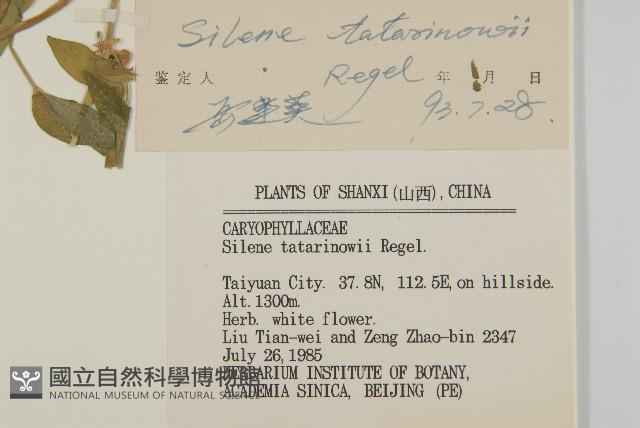 Silene tatarinowii
Regel
鉴定人 年 月 日
93.7.28
PLANTS OF SHANXI(山西), CHINA
CARYOPHYLLACEAE
Silene tatarinowii Regel.
Taiyuan City. 37.8N, 112.5E, on hillside.
Alt. 1300m.
Herb. white flower.
Liu Tian-wei and Zeng Zhao-bin 2347
July 26, 1985
HERBARIUM INSTITUTE OF BOTANY,
ACADEMIA SINICA, BEIJING (PE)
國立自然科學博物館
NATIONAL MUSEUM OF NATURAL SCIENCE